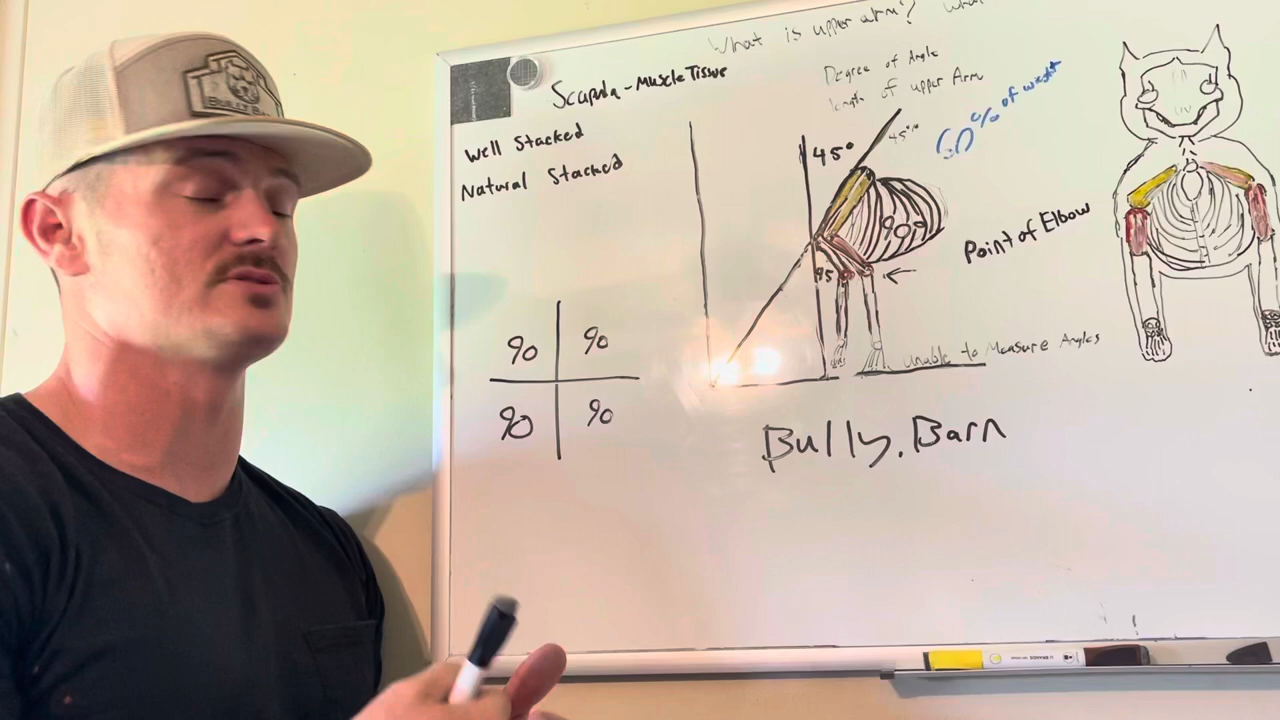 What is upper arm? What
Scapula - Muscle Tissue
Degree of Angle
length of upper Arm
60% of weight
Well Stacked
Natural Stacked
45°
45°
90°
45
Point of Elbow
unable to Measure Angles
90 90
90 90
Bully.Barn
BULLY